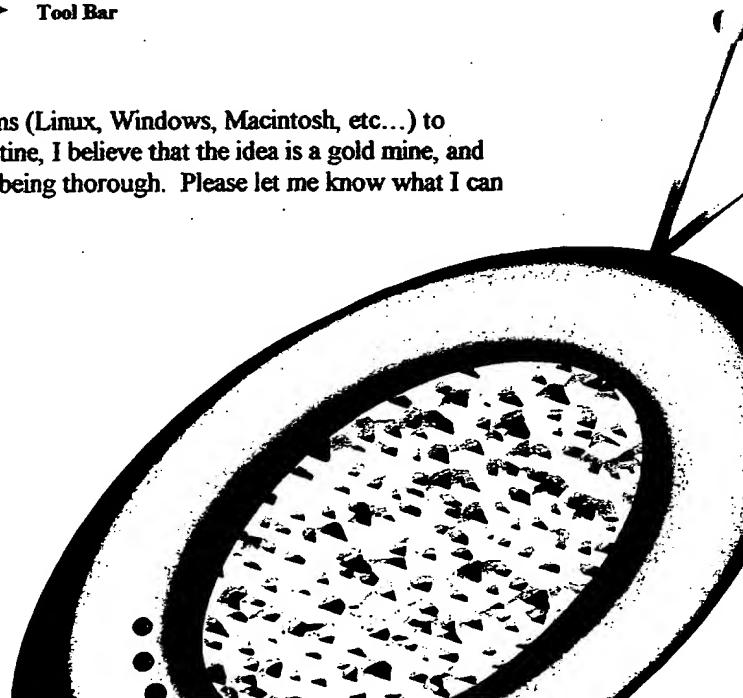 Tool Bar
ns (Linux, Windows, Macintosh, etc...) to
tine, I believe that the idea is a gold mine, and
being thorough. Please let me know what I can